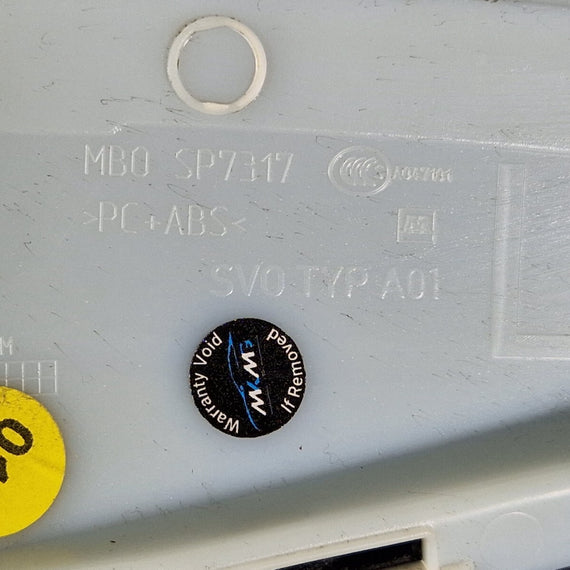 MBO SP7317
>PC+ABS<
SVO TYP A01
M
Warranty Void
If Removed